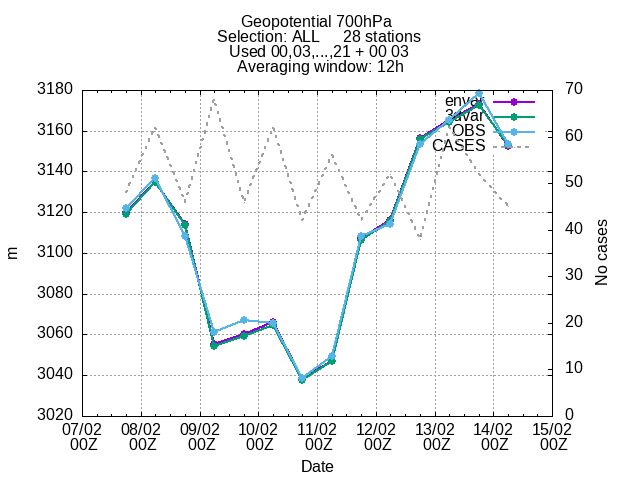 Geopotential 700hPa
Selection: ALL 28 stations
Used 00,03,...,21 + 00 03
Averaging window: 12h
3180
3160
3140
3120
3100
3080
3060
3040
3020
m
70
60
50
40
30
20
10
0
No cases
envar
3dvar
OBS
CASES
07/02 08/02 09/02 10/02 11/02 12/02 13/02 14/02 15/02
00Z 00Z 00Z 00Z 00Z 00Z 00Z 00Z 00Z
Date